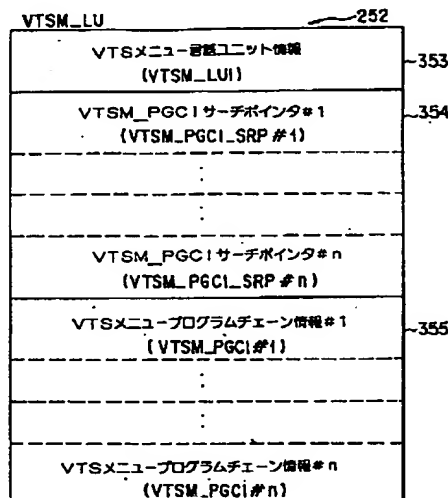 VTSM_LU
252
VTSメニュー言語ユニット情報
(VTSM_LUI)
353
VTSM_PGCIサーチポインタ#1
(VTSM_PGCI_SRP#1)
354
VTSM_PGCIサーチポインタ#n
(VTSM_PGCI_SRP#n)
VTSメニュープログラムチェーン情報#1
(VTSM_PGCI#1)
355
VTSメニュープログラムチェーン情報#n
(VTSM_PGCI#n)